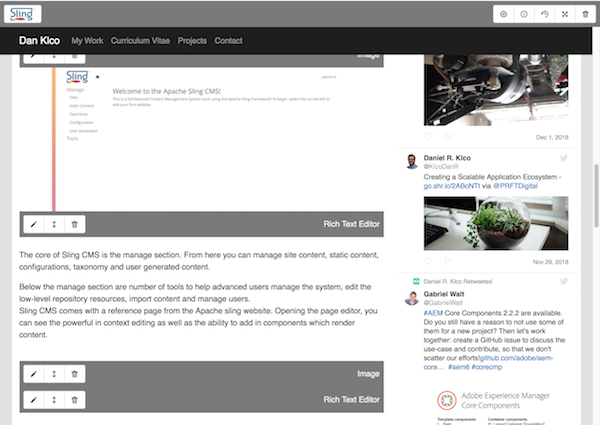 Sling
Dan Klco
My Work
Curriculum Vitae
Projects
Contact
Image
Sling
Manage
Sites
Static Content
Taxonomy
Configuration
User Generated
Tools
Welcome to the Apache Sling CMS!
Rich Text Editor
The core of Sling CMS is the manage section. From here you can manage site content, static content,
configurations, taxonomy and user generated content.
Below the manage section are number of tools to help advanced users manage the system, edit the
low-level repository resources, import content and manage users.
Sling CMS comes with a reference page from the Apache sling website. Opening the page editor, you
can see the powerful in context editing as well as the ability to add in components which render
content.
Image
Rich Text Editor
Dec 1, 2018
Daniel R. Klco
@KlcoDanR
Creating a Scalable Application Ecosystem -
go.shr.lc/2ABoNTt via @PRFTDigital
Nov 29, 2018
Daniel R. Klco Retweeted
Gabriel Walt
@GabrielWalt
#AEM Core Components 2.2.2 are available.
Do you still have a reason to not use some of
them for a new project? Then let's work
together: create a GitHub issue to discuss the
use-case and contribute, so that we don't
scatter our efforts!github.com/adobe/aem-
core… #aem6 #corecmp
Adobe Experience Manager
Core Components
Template components
Container components